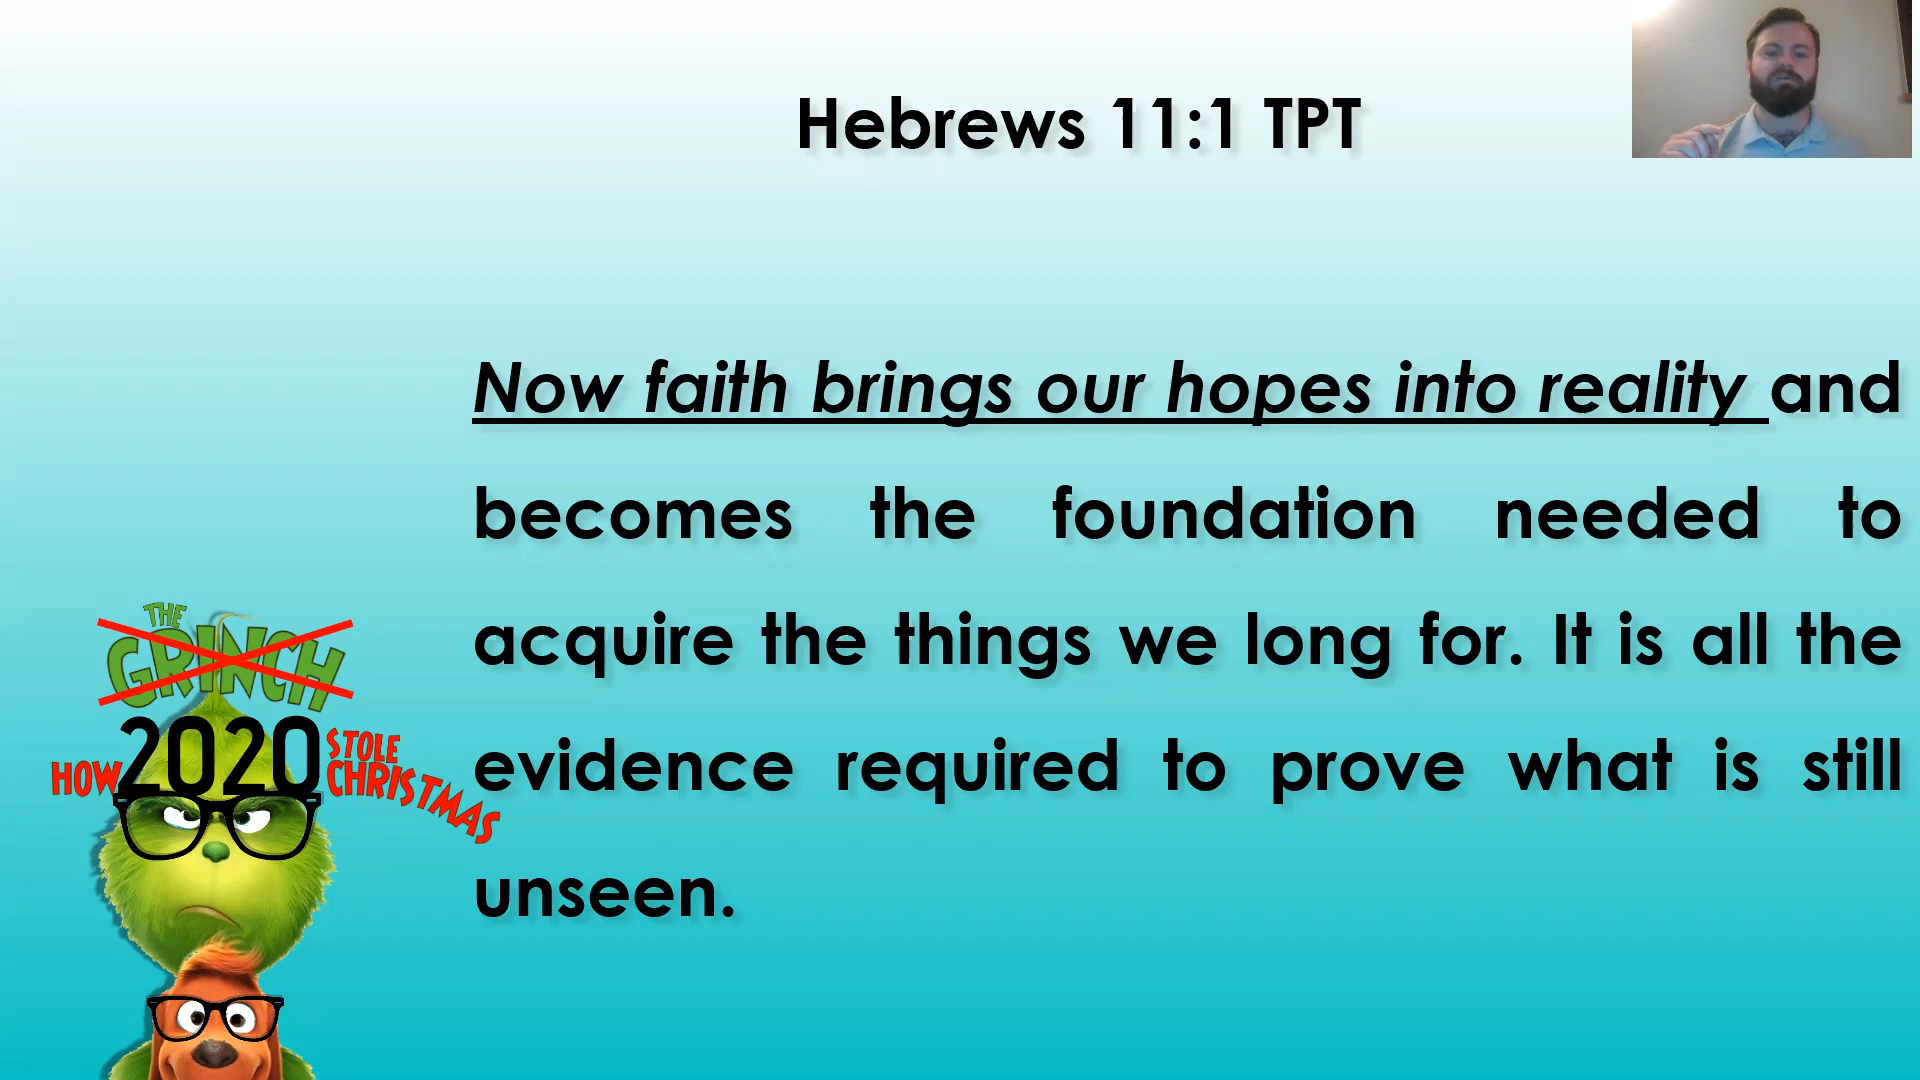 Hebrews 11:1 TPT
Now faith brings our hopes into reality and
becomes the foundation needed to
acquire the things we long for. It is all the
evidence required to prove what is still
unseen.
THE
GRINCH
HOW 2020 STOLE
CHRISTMAS